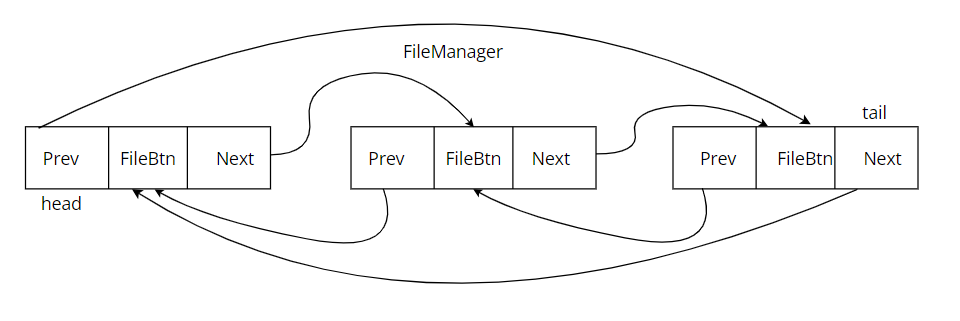 FileManager
tail
Prev FileBtn Next
Prev FileBtn Next
Prev FileBtn Next
head